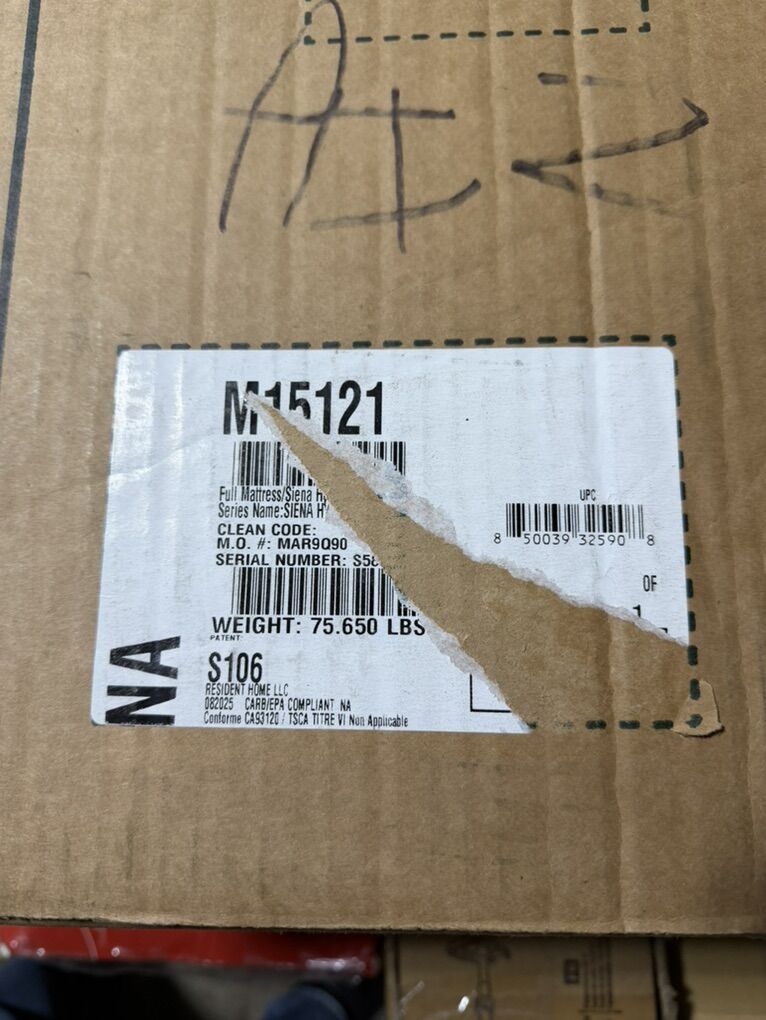 M15121
Full Mattress/Siena
Series Name:SIENA
CLEAN CODE:
M.O. #: MAR9Q90
SERIAL NUMBER:
WEIGHT: 75.650 LBS
PATENT:
S106
RESIDENT HOME LLC
082025 CARB/EPA COMPLIANT NA
Conforme CA93120 / TSCA TITRE VI Non Applicable
NA
UPC
8 50039 32590 8
OF
1